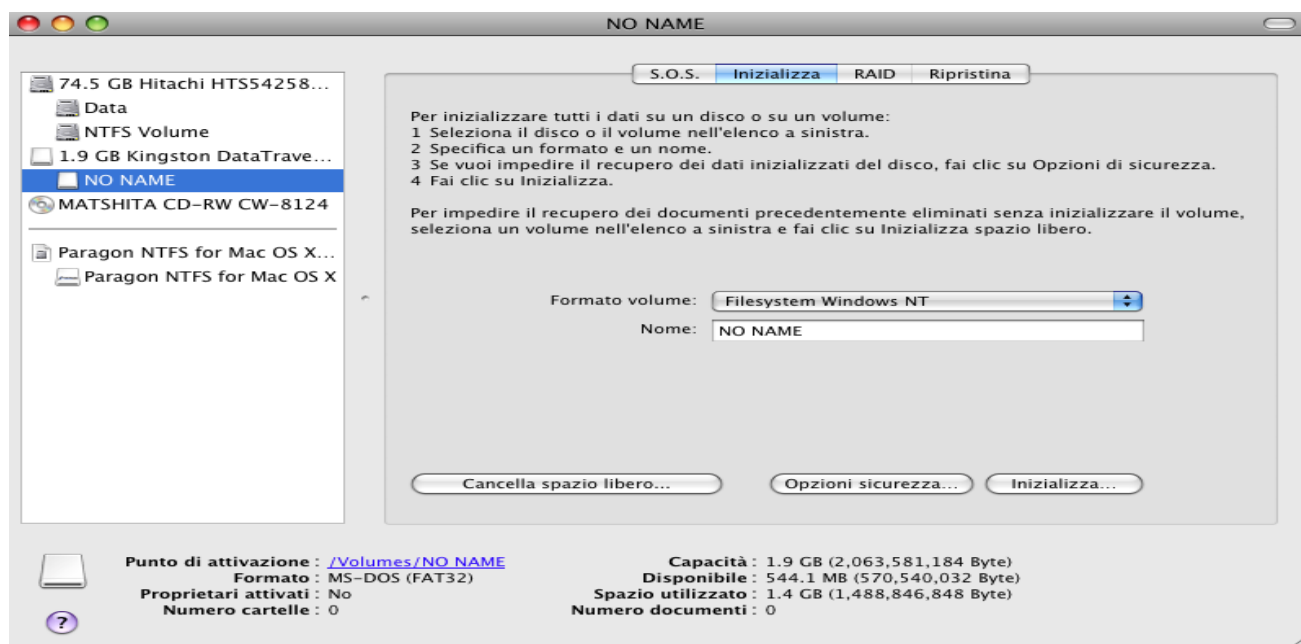 NO NAME
74.5 GB Hitachi HTS54258...
Data
NTFS Volume
1.9 GB Kingston DataTrave...
NO NAME
MATSHITA CD-RW CW-8124
Paragon NTFS for Mac OS X...
Paragon NTFS for Mac OS X
S.O.S. Inizializza RAID Ripristina
Per inizializzare tutti i dati su un disco o su un volume:
1 Seleziona il disco o il volume nell'elenco a sinistra.
2 Specifica un formato e un nome.
3 Se vuoi impedire il recupero dei dati inizializzati del disco, fai clic su Opzioni di sicurezza.
4 Fai clic su Inizializza.
Per impedire il recupero dei documenti precedentemente eliminati senza inizializzare il volume,
seleziona un volume nell'elenco a sinistra e fai clic su Inizializza spazio libero.
Formato volume: Filesystem Windows NT
Nome: NO NAME
Cancella spazio libero... Opzioni sicurezza... Inizializza...
Punto di attivazione : /Volumes/NO NAME
Formato : MS-DOS (FAT32)
Proprietari attivati : No
Numero cartelle : 0
Capacità : 1.9 GB (2,063,581,184 Byte)
Disponibile : 544.1 MB (570,540,032 Byte)
Spazio utilizzato : 1.4 GB (1,488,846,848 Byte)
Numero documenti : 0
?